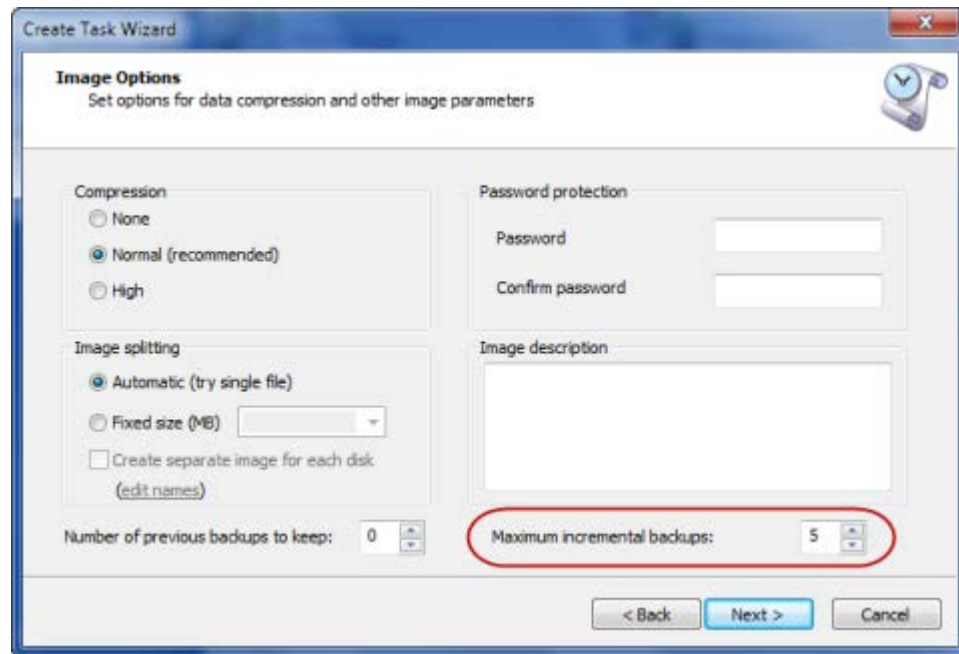 Create Task Wizard
Image Options
Set options for data compression and other image parameters
Compression
None
Normal (recommended)
High
Password protection
Password
Confirm password
Image splitting
Automatic (try single file)
Fixed size (MB)
Create separate image for each disk
(edit names)
Image description
Number of previous backups to keep: 0
Maximum incremental backups: 5
< Back
Next >
Cancel